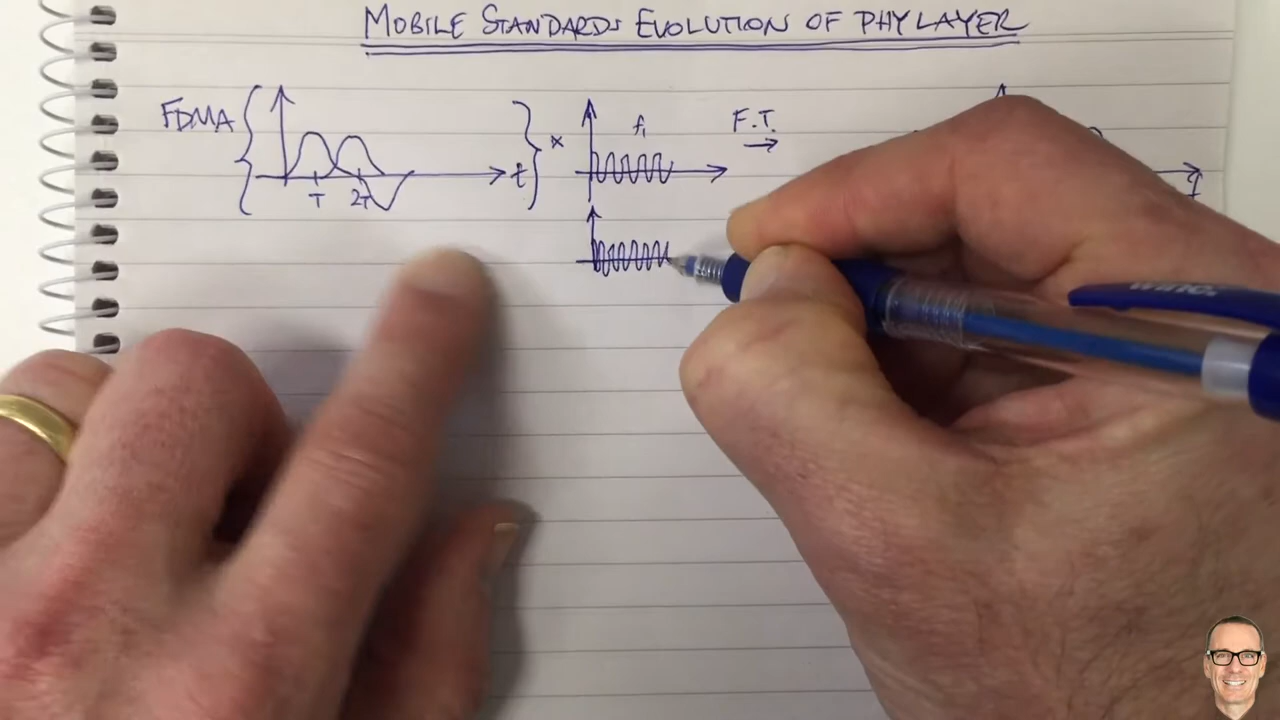 MOBILE STANDARDS EVOLUTION OF PHY LAYER
FDMA
t
T
2T
×
f₁
F.T.
f